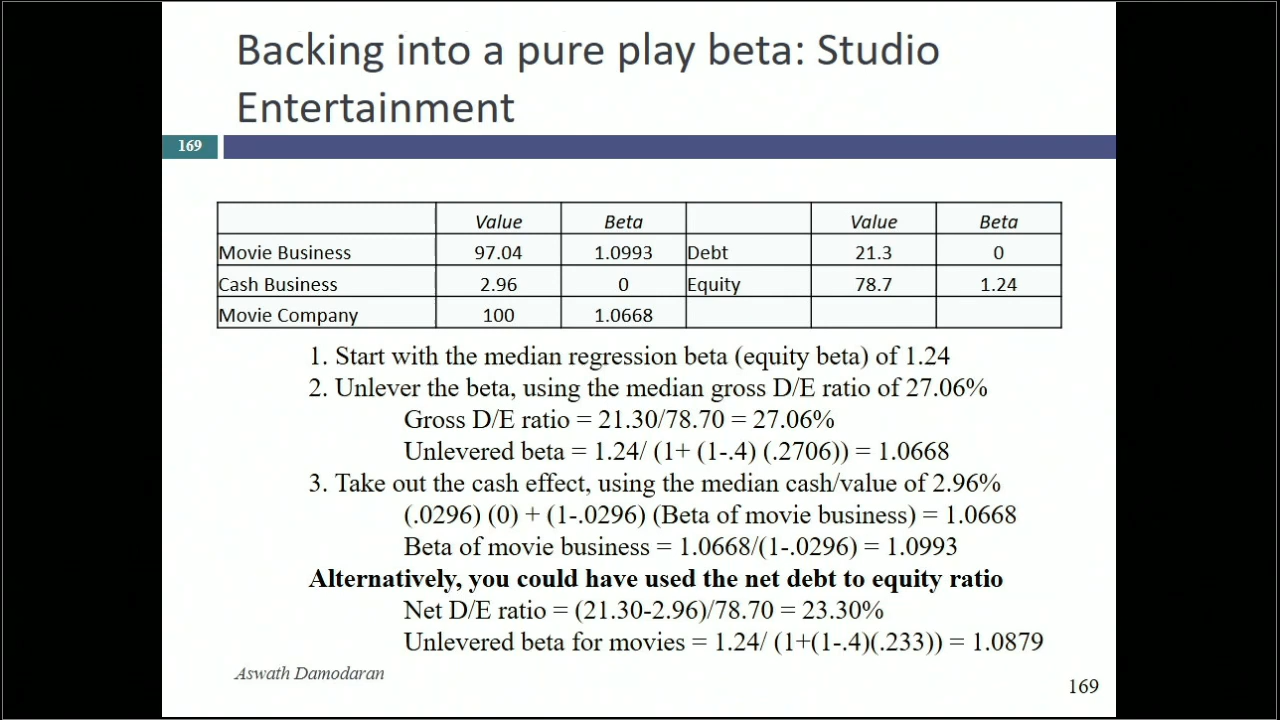 Backing into a pure play beta: Studio
Entertainment
169
Value Beta Value Beta
Movie Business 97.04 1.0993 Debt 21.3 0
Cash Business 2.96 0 Equity 78.7 1.24
Movie Company 100 1.0668
1. Start with the median regression beta (equity beta) of 1.24
2. Unlever the beta, using the median gross D/E ratio of 27.06%
Gross D/E ratio = 21.30/78.70 = 27.06%
Unlevered beta = 1.24/ (1+ (1-.4) (.2706)) = 1.0668
3. Take out the cash effect, using the median cash/value of 2.96%
(.0296) (0) + (1-.0296) (Beta of movie business) = 1.0668
Beta of movie business = 1.0668/(1-.0296) = 1.0993
Alternatively, you could have used the net debt to equity ratio
Net D/E ratio = (21.30-2.96)/78.70 = 23.30%
Unlevered beta for movies = 1.24/ (1+(1-.4)(.233)) = 1.0879
Aswath Damodaran
169